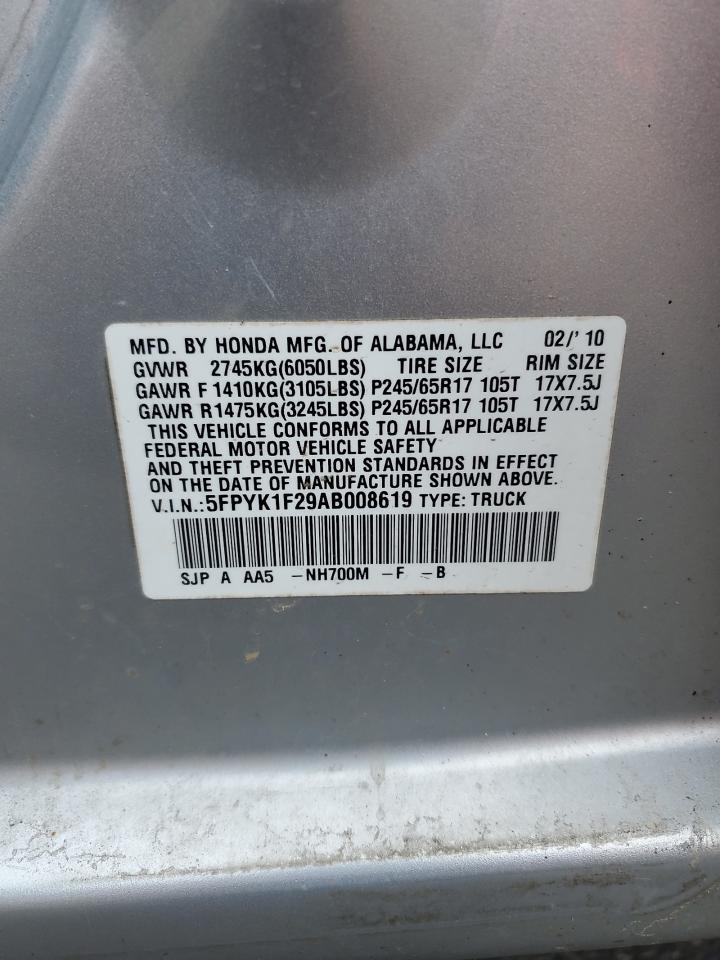 MFD. BY HONDA MFG. OF ALABAMA, LLC 02/' 10
GVWR 2745KG(6050LBS) TIRE SIZE RIM SIZE
GAWR F 1410KG(3105LBS) P245/65R17 105T 17X7.5J
GAWR R1475KG(3245LBS) P245/65R17 105T 17X7.5J
THIS VEHICLE CONFORMS TO ALL APPLICABLE
FEDERAL MOTOR VEHICLE SAFETY
AND THEFT PREVENTION STANDARDS IN EFFECT
ON THE DATE OF MANUFACTURE SHOWN ABOVE.
V.I.N.:5FPYK1F29AB008619 TYPE: TRUCK
SJP A AA5 -NH700M -F -B